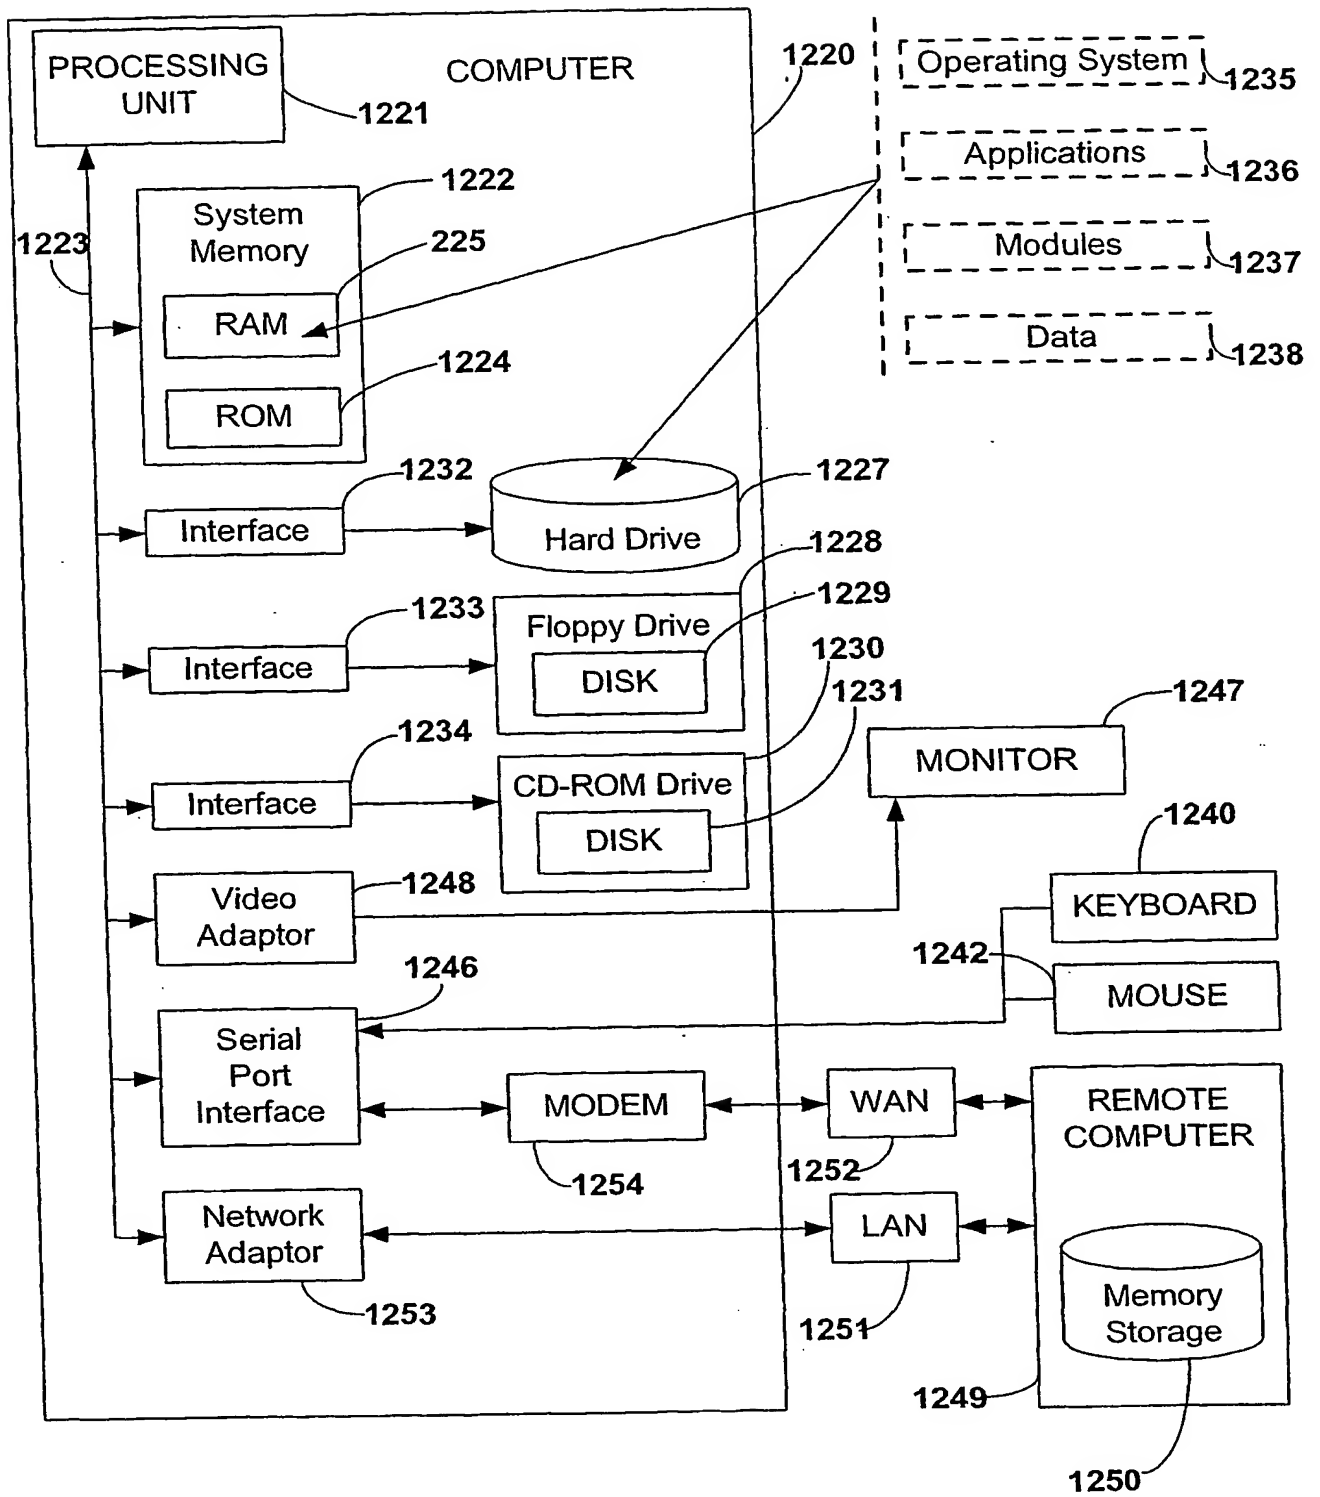 PROCESSING
UNIT
1221
COMPUTER
1220
Operating System
1235
Applications
1236
Modules
1237
Data
1238
1223
System
Memory
1222
225
RAM
1224
ROM
1232
Interface
Hard Drive
1227
1233
Interface
Floppy Drive
1228
DISK
1229
1234
Interface
CD-ROM Drive
1230
DISK
1231
1247
MONITOR
Video
Adaptor
1248
1240
KEYBOARD
1242
MOUSE
1246
Serial
Port
Interface
MODEM
1254
WAN
1252
REMOTE
COMPUTER
Network
Adaptor
1253
LAN
1251
Memory
Storage
1249
1250